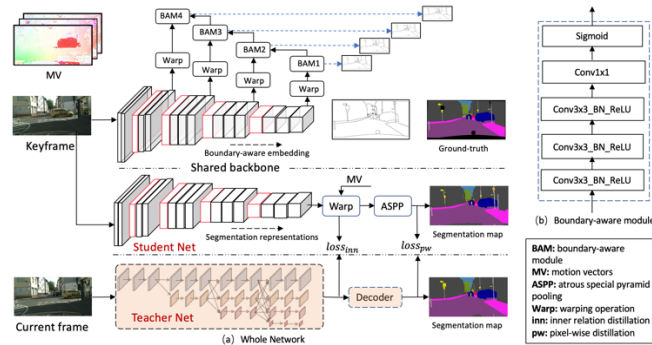 BAM4
BAM3
BAM2
BAM1
MV
Warp
Warp
Warp
Warp
Keyframe
Boundary-aware embedding
Ground-truth
Shared backbone
MV
Warp
ASPP
Student Net
Segmentation representations
loss_inn
loss_pw
Segmentation map
Teacher Net
Decoder
Current frame
Segmentation map
(a) Whole Network
Sigmoid
Conv1x1
Conv3x3_BN_ReLU
Conv3x3_BN_ReLU
Conv3x3_BN_ReLU
(b) Boundary-aware module
BAM: boundary-aware
module
MV: motion vectors
ASPP: atrous special pyramid
pooling
Warp: warping operation
inn: inner relation distillation
pw: pixel-wise distillation